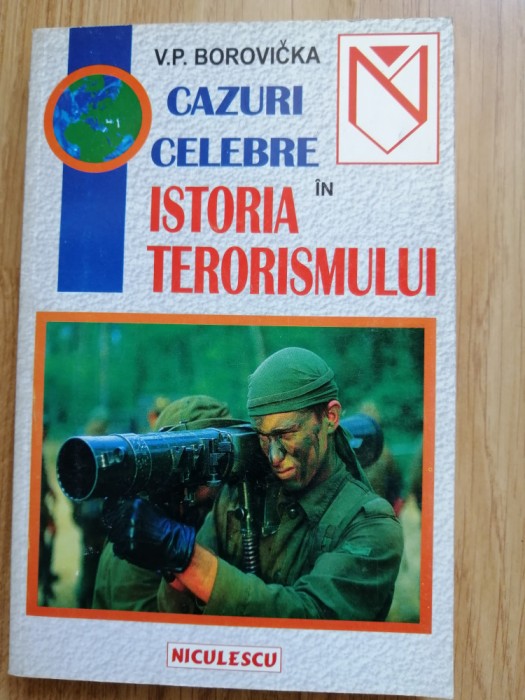 V.P. BOROVIČKA
CAZURI
CELEBRE
ÎN
ISTORIA
TERORISMULUI
NICULESCU